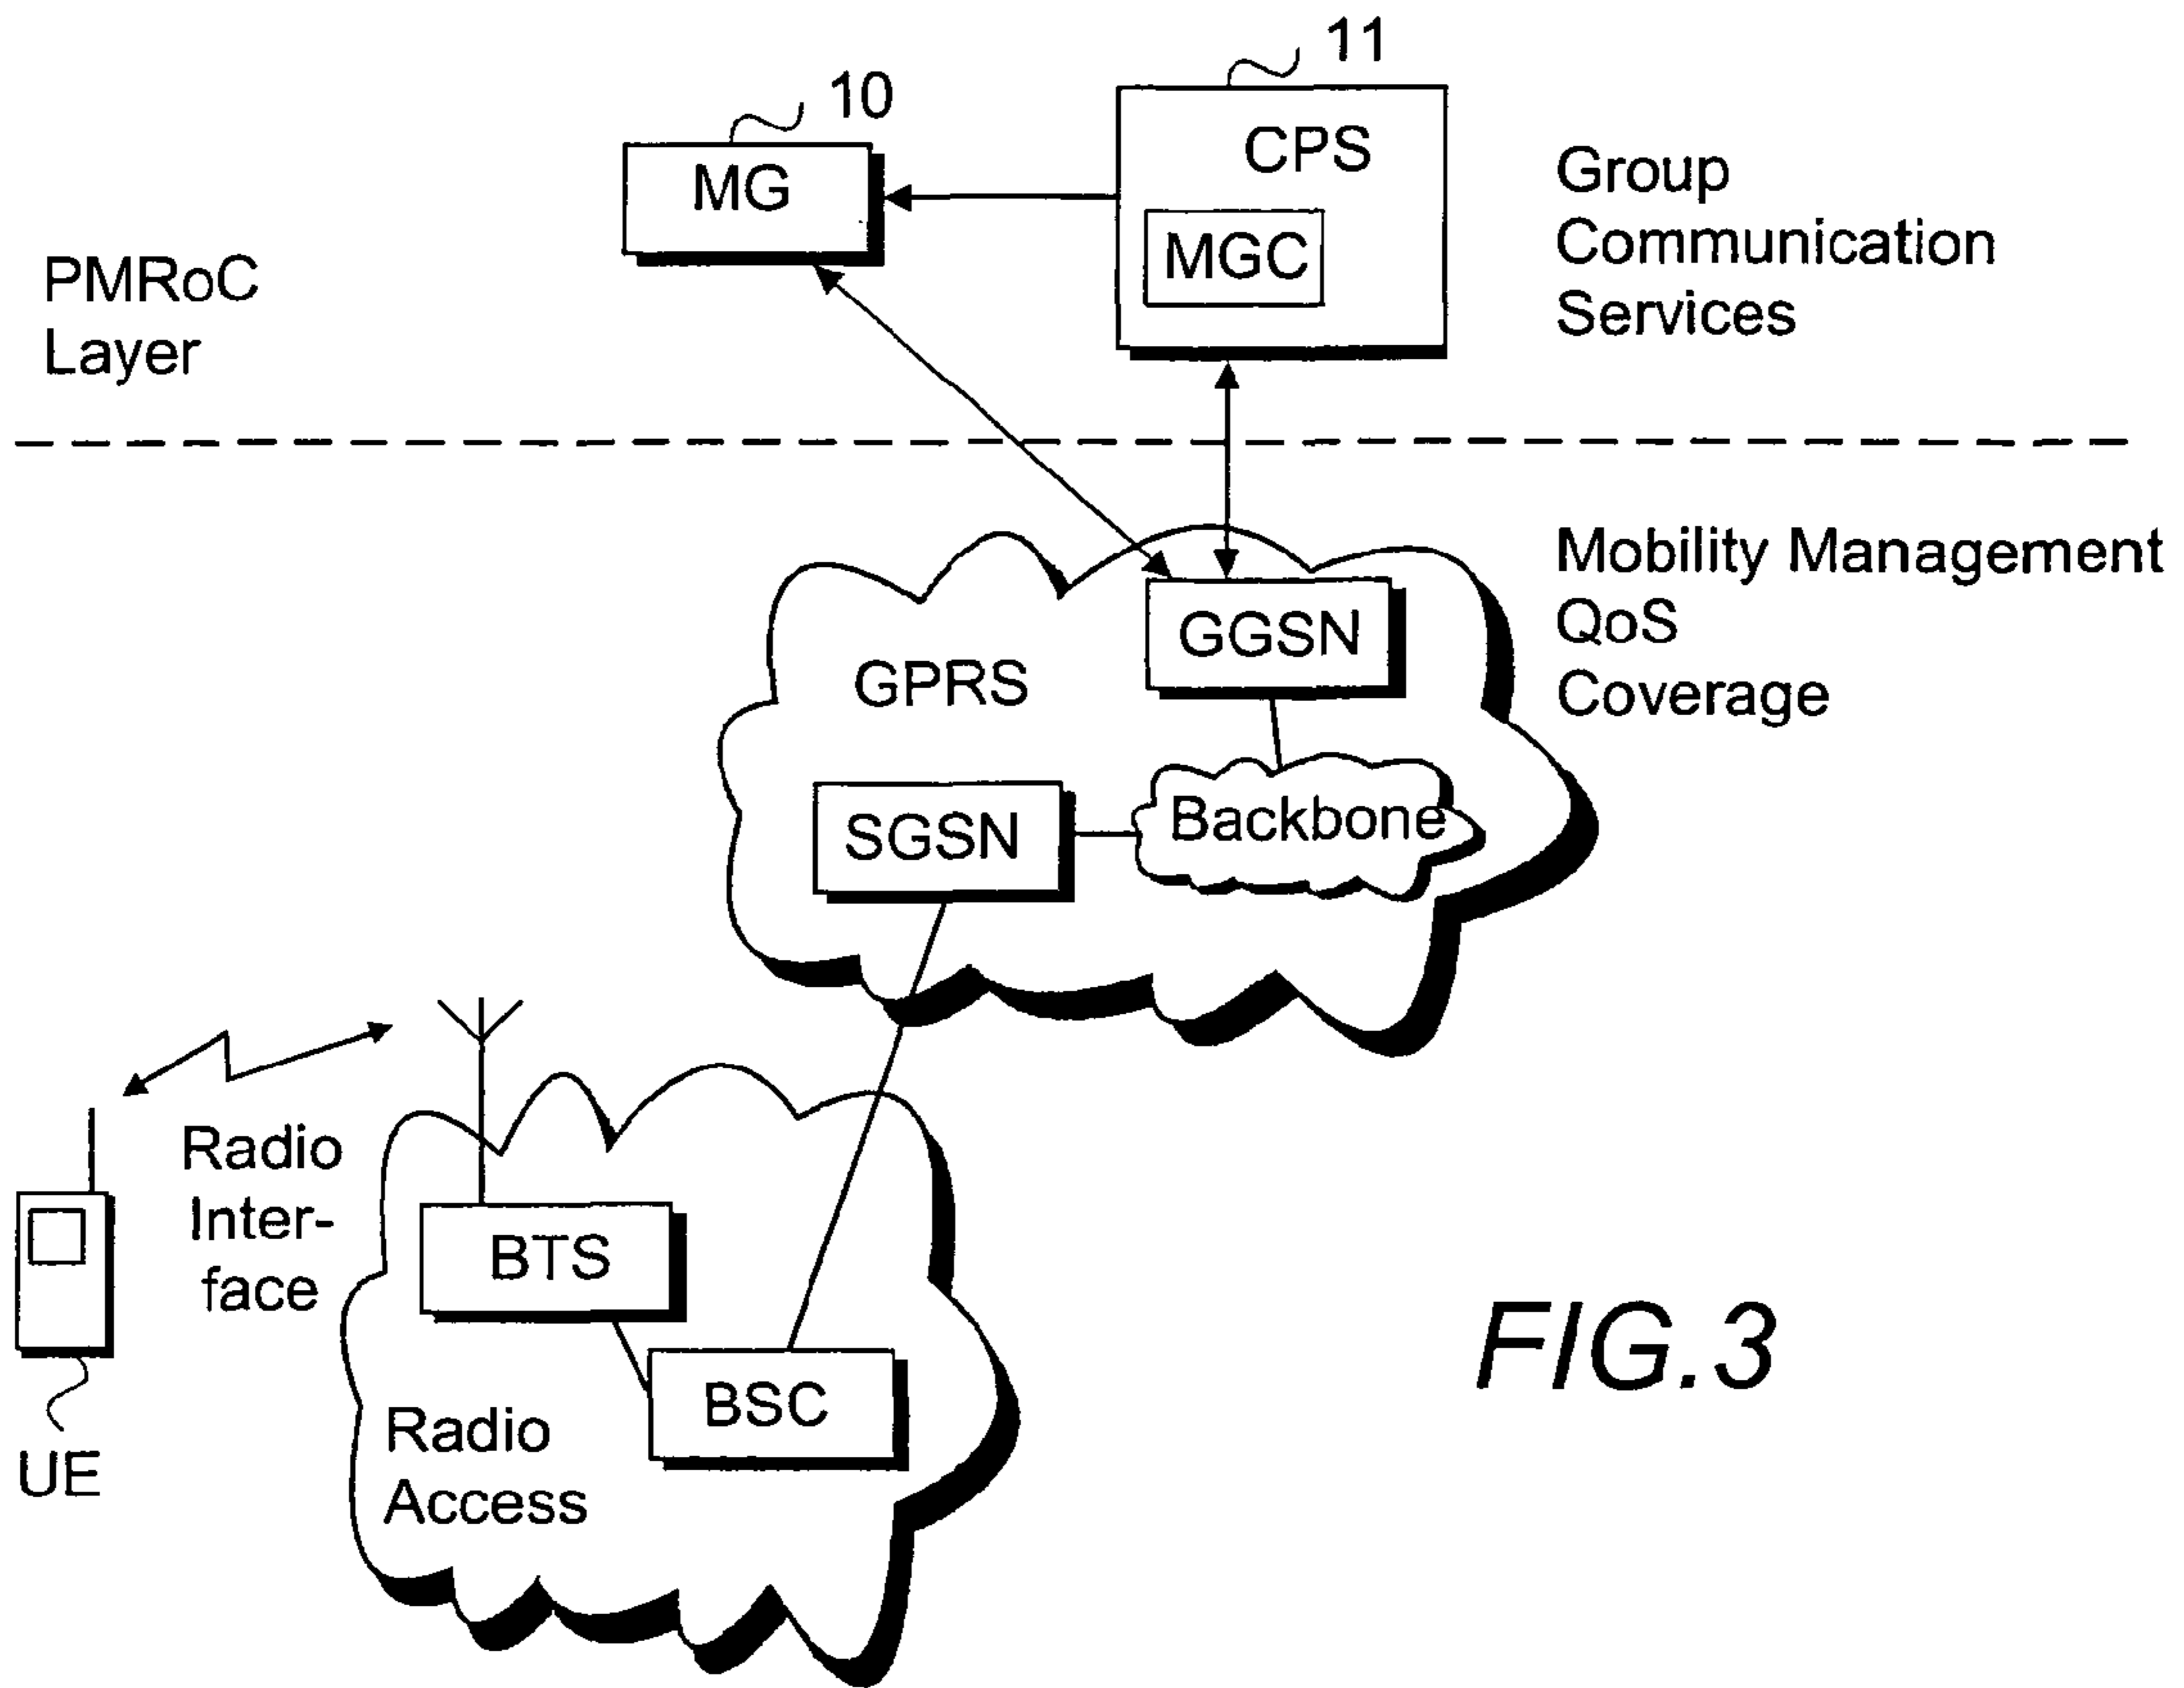 11
10
CPS
MG
MGC
Group
Communication
Services
PMRoC
Layer
Mobility Management
QoS
Coverage
GGSN
GPRS
SGSN
Backbone
Radio
Inter-
face
BTS
BSC
Radio
Access
UE
FIG.3